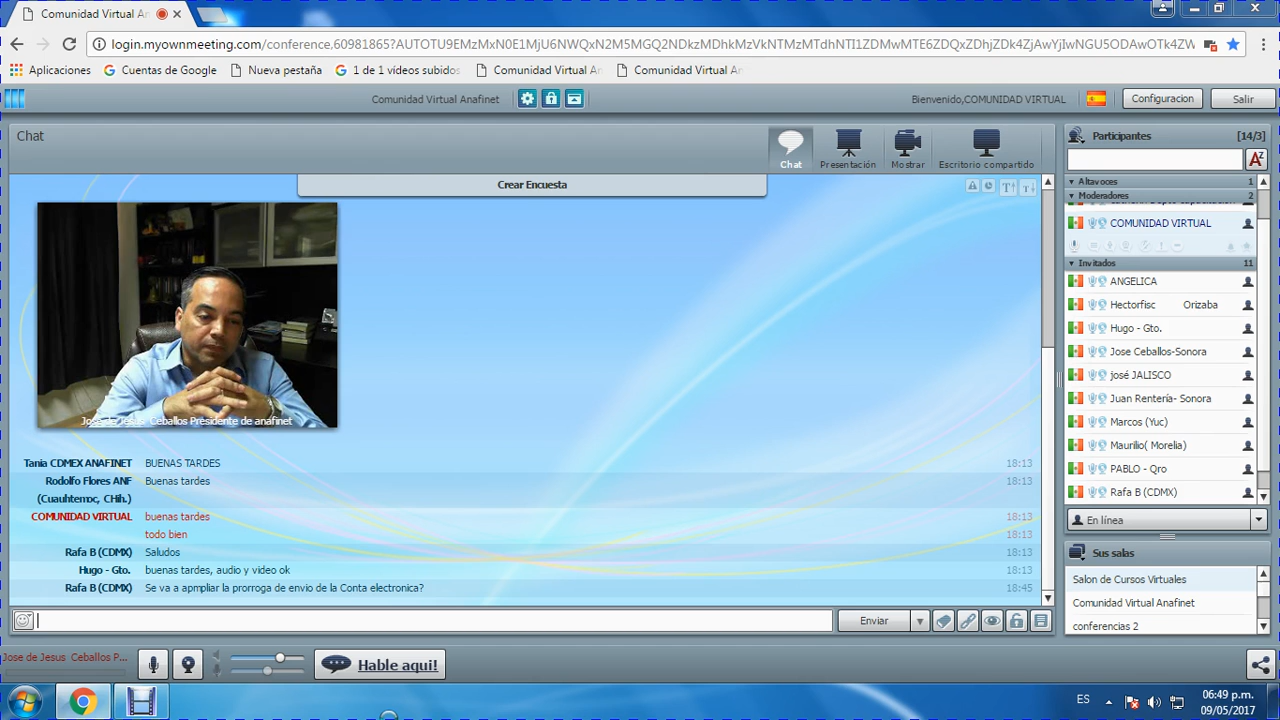 Comunidad Virtual An
login.myownmeeting.com/conference,60981865?AUTOTU9EMzMxN0E1MjU6NWQxN2M5MGQ2NDkzMDhkMzVkNTMzMTdhNTI1ZDMwMTE6ZDQxZDhjZDk4ZjAwYjIwNGU5ODAwOTk4ZW
Aplicaciones Cuentas de Google Nueva pestaña 1 de 1 vídeos subidos Comunidad Virtual An Comunidad Virtual An
Comunidad Virtual Anafinet
Bienvenido,COMUNIDAD VIRTUAL Configuracion Salir
Chat
Chat Presentación Mostrar Escritorio compartido
Crear Encuesta
Jose de Jesus Ceballos Presidente de anafinet
Tania CDMEX ANAFINET BUENAS TARDES 18:13
Rodolfo Flores ANF Buenas tardes 18:13
(Cuauhtemoc, CHih.)
COMUNIDAD VIRTUAL buenas tardes 18:13
todo bien 18:13
Rafa B (CDMX) Saludos 18:13
Hugo - Gto. buenas tardes, audio y video ok 18:13
Rafa B (CDMX) Se va a apmpliar la prorroga de envio de la Conta electronica? 18:45
Enviar
Participantes [14/3]
Altavoces 1
Moderadores 2
COMUNIDAD VIRTUAL
Invitados 11
ANGELICA
Hectorfisc Orizaba
Hugo - Gto.
Jose Ceballos-Sonora
josé JALISCO
Juan Rentería- Sonora
Marcos (Yuc)
Maurilio( Morelia)
PABLO - Qro
Rafa B (CDMX)
En línea
Sus salas
Salon de Cursos Virtuales
Comunidad Virtual Anafinet
conferencias 2
Jose de Jesus Ceballos P...
Hable aqui!
ES
06:49 p.m.
09/05/2017